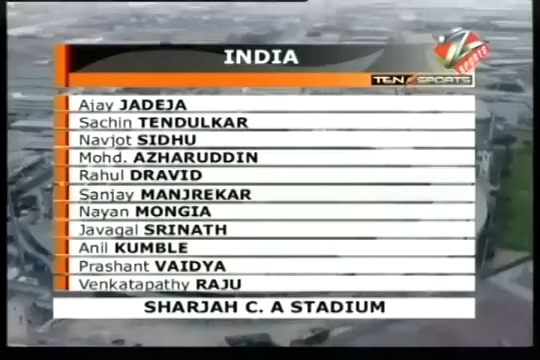 INDIA
Z SPORTS
TEN SPORTS
Ajay JADEJA
Sachin TENDULKAR
Navjot SIDHU
Mohd. AZHARUDDIN
Rahul DRAVID
Sanjay MANJREKAR
Nayan MONGIA
Javagal SRINATH
Anil KUMBLE
Prashant VAIDYA
Venkatapathy RAJU
SHARJAH C. A STADIUM